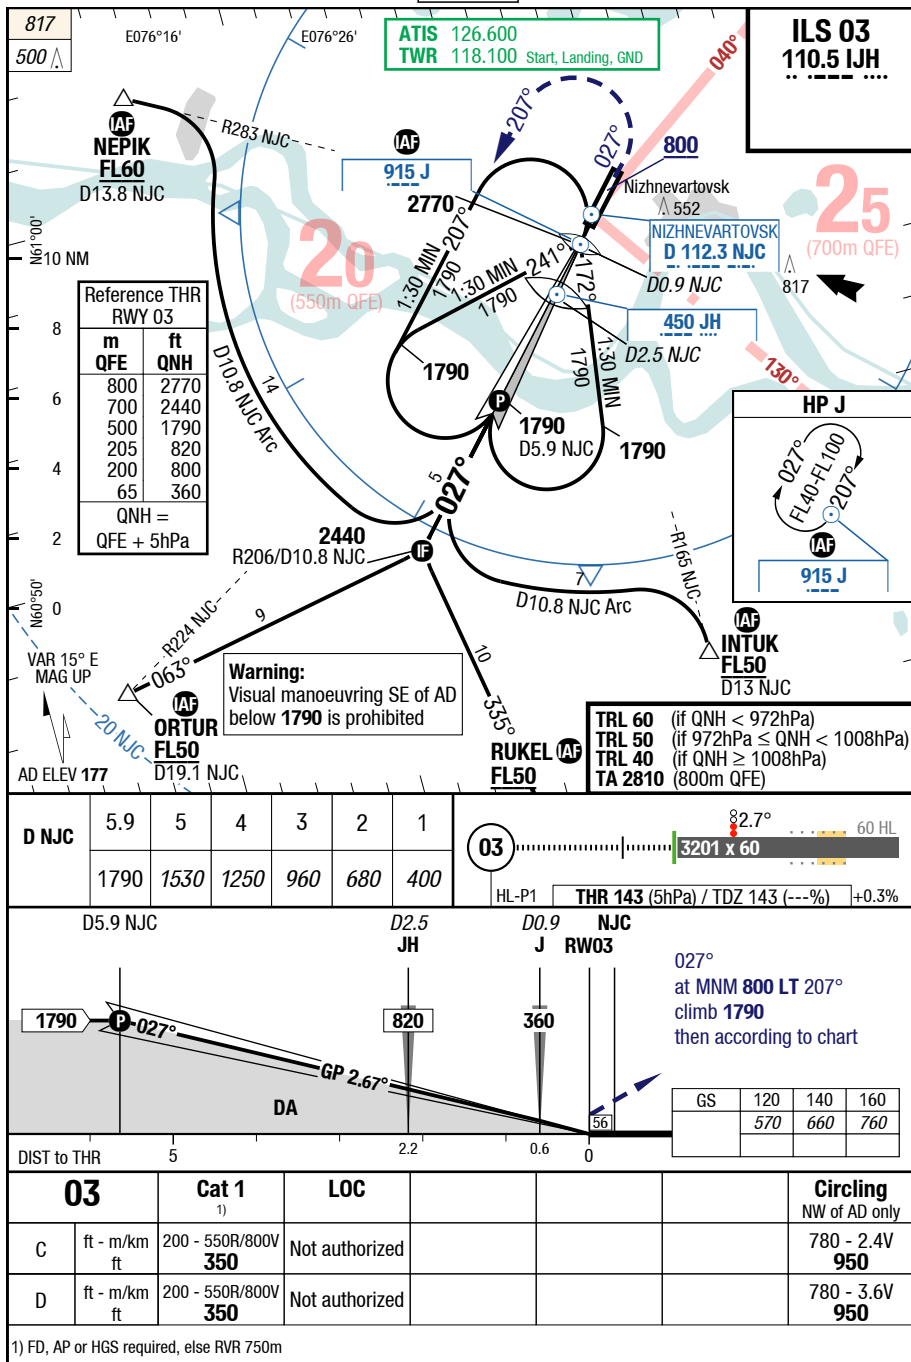 817
500
E076°16'
E076°26'
ATIS 126.600
TWR 118.100 Start, Landing, GND
ILS 03
110.5 IJH
040°
IAF
NEPIK
FL60
D13.8 NJC
R283 NJC
IAF
915 J
2770
207°
027°
800
Nizhnevartovsk
552
NIZHNEVARTOVSK
D 112.3 NJC
25
(700m QFE)
817
20
(550m QFE)
N61°00'
10 NM
8
6
4
2
0
N60°50'
Reference THR
RWY 03
m ft
QFE QNH
800 2770
700 2440
500 1790
205 820
200 800
65 360
QNH =
QFE + 5hPa
207°
1:30 MIN
1790
241°
1:30 MIN
1790
172°
1:30 MIN
1790
D0.9 NJC
450 JH
D2.5 NJC
130°
1790
P
1790
D5.9 NJC
1790
14
D10.8 NJC Arc
5
027°
2440
R206/D10.8 NJC
IF
7
D10.8 NJC Arc
R165 NJC
HP J
027°
FL40-FL100
207°
IAF
915 J
IAF
INTUK
FL50
D13 NJC
R224 NJC
9
063°
10
335°
VAR 15° E
MAG UP
20 NJC
AD ELEV 177
IAF
ORTUR
FL50
D19.1 NJC
Warning:
Visual manoeuvring SE of AD
below 1790 is prohibited
RUKEL IAF
FL50
TRL 60 (if QNH < 972hPa)
TRL 50 (if 972hPa ≤ QNH < 1008hPa)
TRL 40 (if QNH ≥ 1008hPa)
TA 2810 (800m QFE)
D NJC 5.9 5 4 3 2 1
1790 1530 1250 960 680 400
03
2.7°
60 HL
3201 x 60
HL-P1
THR 143 (5hPa) / TDZ 143 (---%)
+0.3%
D5.9 NJC D2.5 D0.9 NJC
JH J RW03
1790
P
027°
820
360
GP 2.67°
DA
56
027°
at MNM 800 LT 207°
climb 1790
then according to chart
GS 120 140 160
570 660 760
DIST to THR 5 2.2 0.6 0
03 Cat 1 LOC Circling
1) NW of AD only
C ft - m/km 200 - 550R/800V Not authorized 780 - 2.4V
ft 350 950
D ft - m/km 200 - 550R/800V Not authorized 780 - 3.6V
ft 350 950
1) FD, AP or HGS required, else RVR 750m